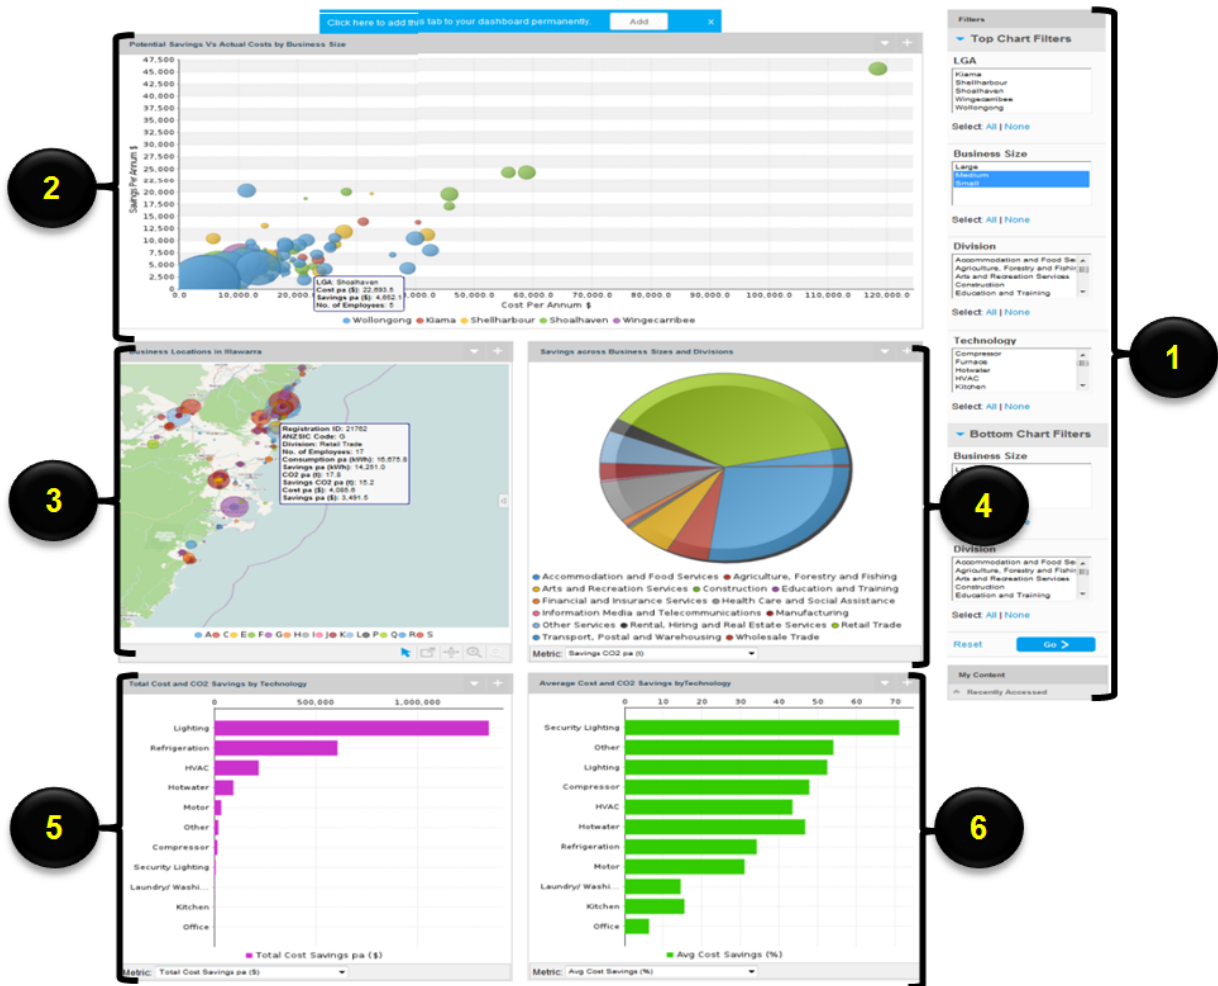 Click here to add this tab to your dashboard permanently. Add x
Potential Savings Vs Actual Costs by Business Size
Savings Per Annum $
47,500
45,000
42,500
40,000
37,500
35,000
32,500
30,000
27,500
25,000
22,500
20,000
17,500
15,000
12,500
10,000
7,500
5,000
2,500
0
0.0 10,000.0 50,000.0 60,000.0 70,000.0 80,000.0 90,000.0 100,000.0 110,000.0 120,000.0
LGA: Shoalhaven
Cost pa ($): 22,693.5
Savings pa ($): 4,652.1
No. of Employees: 5
Cost Per Annum $
Wollongong Kiama Shellharbour Shoalhaven Wingecarribee
2
Filters
Top Chart Filters
LGA
Kiama
Shellharbour
Shoalhaven
Wingecarribee
Wollongong
Select All | None
Business Size
Large
Medium
Small
Select All | None
Division
Accommodation and Food Se
Agriculture, Forestry and Fishin
Arts and Recreation Services
Construction
Education and Training
Select All | None
Technology
Compressor
Furnace
Hotwater
HVAC
Kitchen
Select All | None
Bottom Chart Filters
Business Size
Division
Accommodation and Food Se
Agriculture, Forestry and Fishin
Arts and Recreation Services
Construction
Education and Training
Select All | None
Reset Go >
My Content
Recently Accessed
1
Business Locations in Illawarra
Registration ID: 21762
ANZSIC Code: G
Division: Retail Trade
No. of Employees: 17
Consumption pa (kWh): 16,675.8
Savings pa (kWh): 14,251.0
CO2 pa (t): 17.8
Savings CO2 pa (t): 15.2
Cost pa ($): 4,085.6
Savings pa ($): 3,491.5
A C E F G H I J K L P Q R S
3
Savings across Business Sizes and Divisions
Accommodation and Food Services Agriculture, Forestry and Fishing
Arts and Recreation Services Construction Education and Training
Financial and Insurance Services Health Care and Social Assistance
Information Media and Telecommunications Manufacturing
Other Services Rental, Hiring and Real Estate Services Retail Trade
Transport, Postal and Warehousing Wholesale Trade
Metric: Savings CO2 pa (t)
4
Total Cost and CO2 Savings by Technology
0 500,000 1,000,000
Lighting
Refrigeration
HVAC
Hotwater
Motor
Other
Compressor
Security Lighting
Laundry/ Washi...
Kitchen
Office
Total Cost Savings pa ($)
Metric: Total Cost Savings pa ($)
5
Average Cost and CO2 Savings byTechnology
0 10 20 30 40 50 60 70
Security Lighting
Other
Lighting
Compressor
HVAC
Hotwater
Refrigeration
Motor
Laundry/ Washi...
Kitchen
Office
Avg Cost Savings (%)
Metric: Avg Cost Savings (%)
6